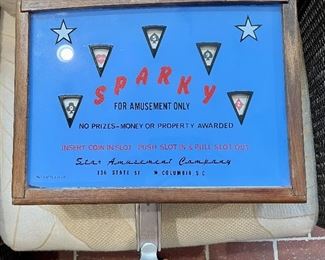 SPARKY
FOR AMUSEMENT ONLY
NO PRIZES-MONEY OR PROPERTY AWARDED
INSERT COIN IN SLOT PUSH SLOT IN & PULL SLOT OUT
Star Amusement Company
136 STATE ST W COLUMBIA S.C